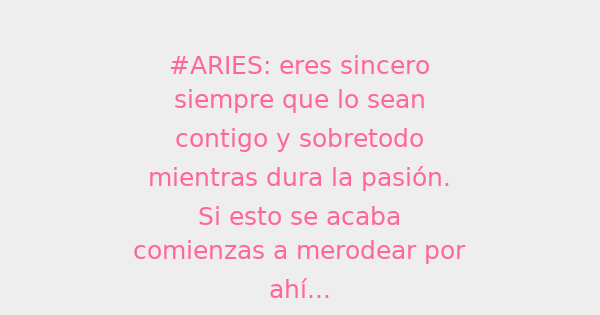 #ARIES: eres sincero
siempre que lo sean
contigo y sobretodo
mientras dura la pasión.
Si esto se acaba
comienzas a merodear por
ahí...